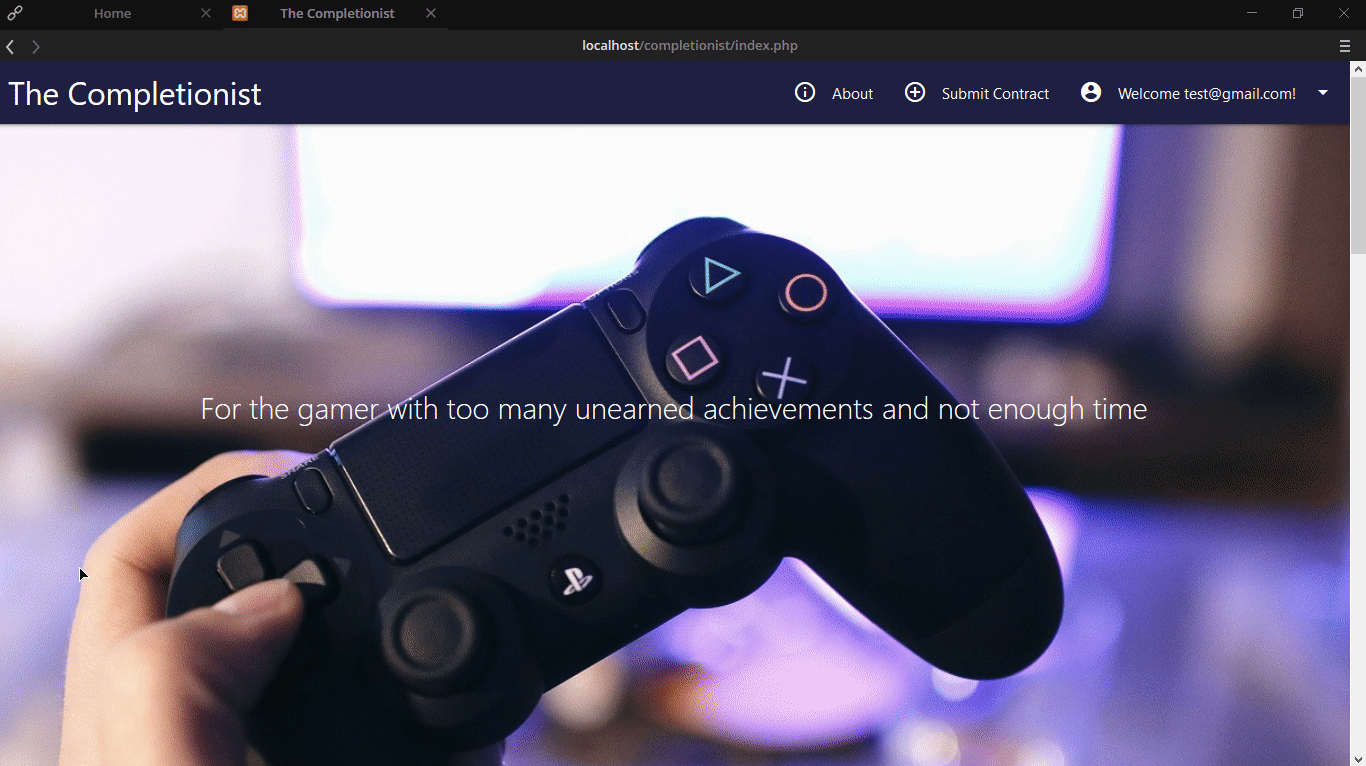 Home
The Completionist
localhost/completionist/index.php
The Completionist
About
Submit Contract
Welcome test@gmail.com!
For the gamer with too many unearned achievements and not enough time